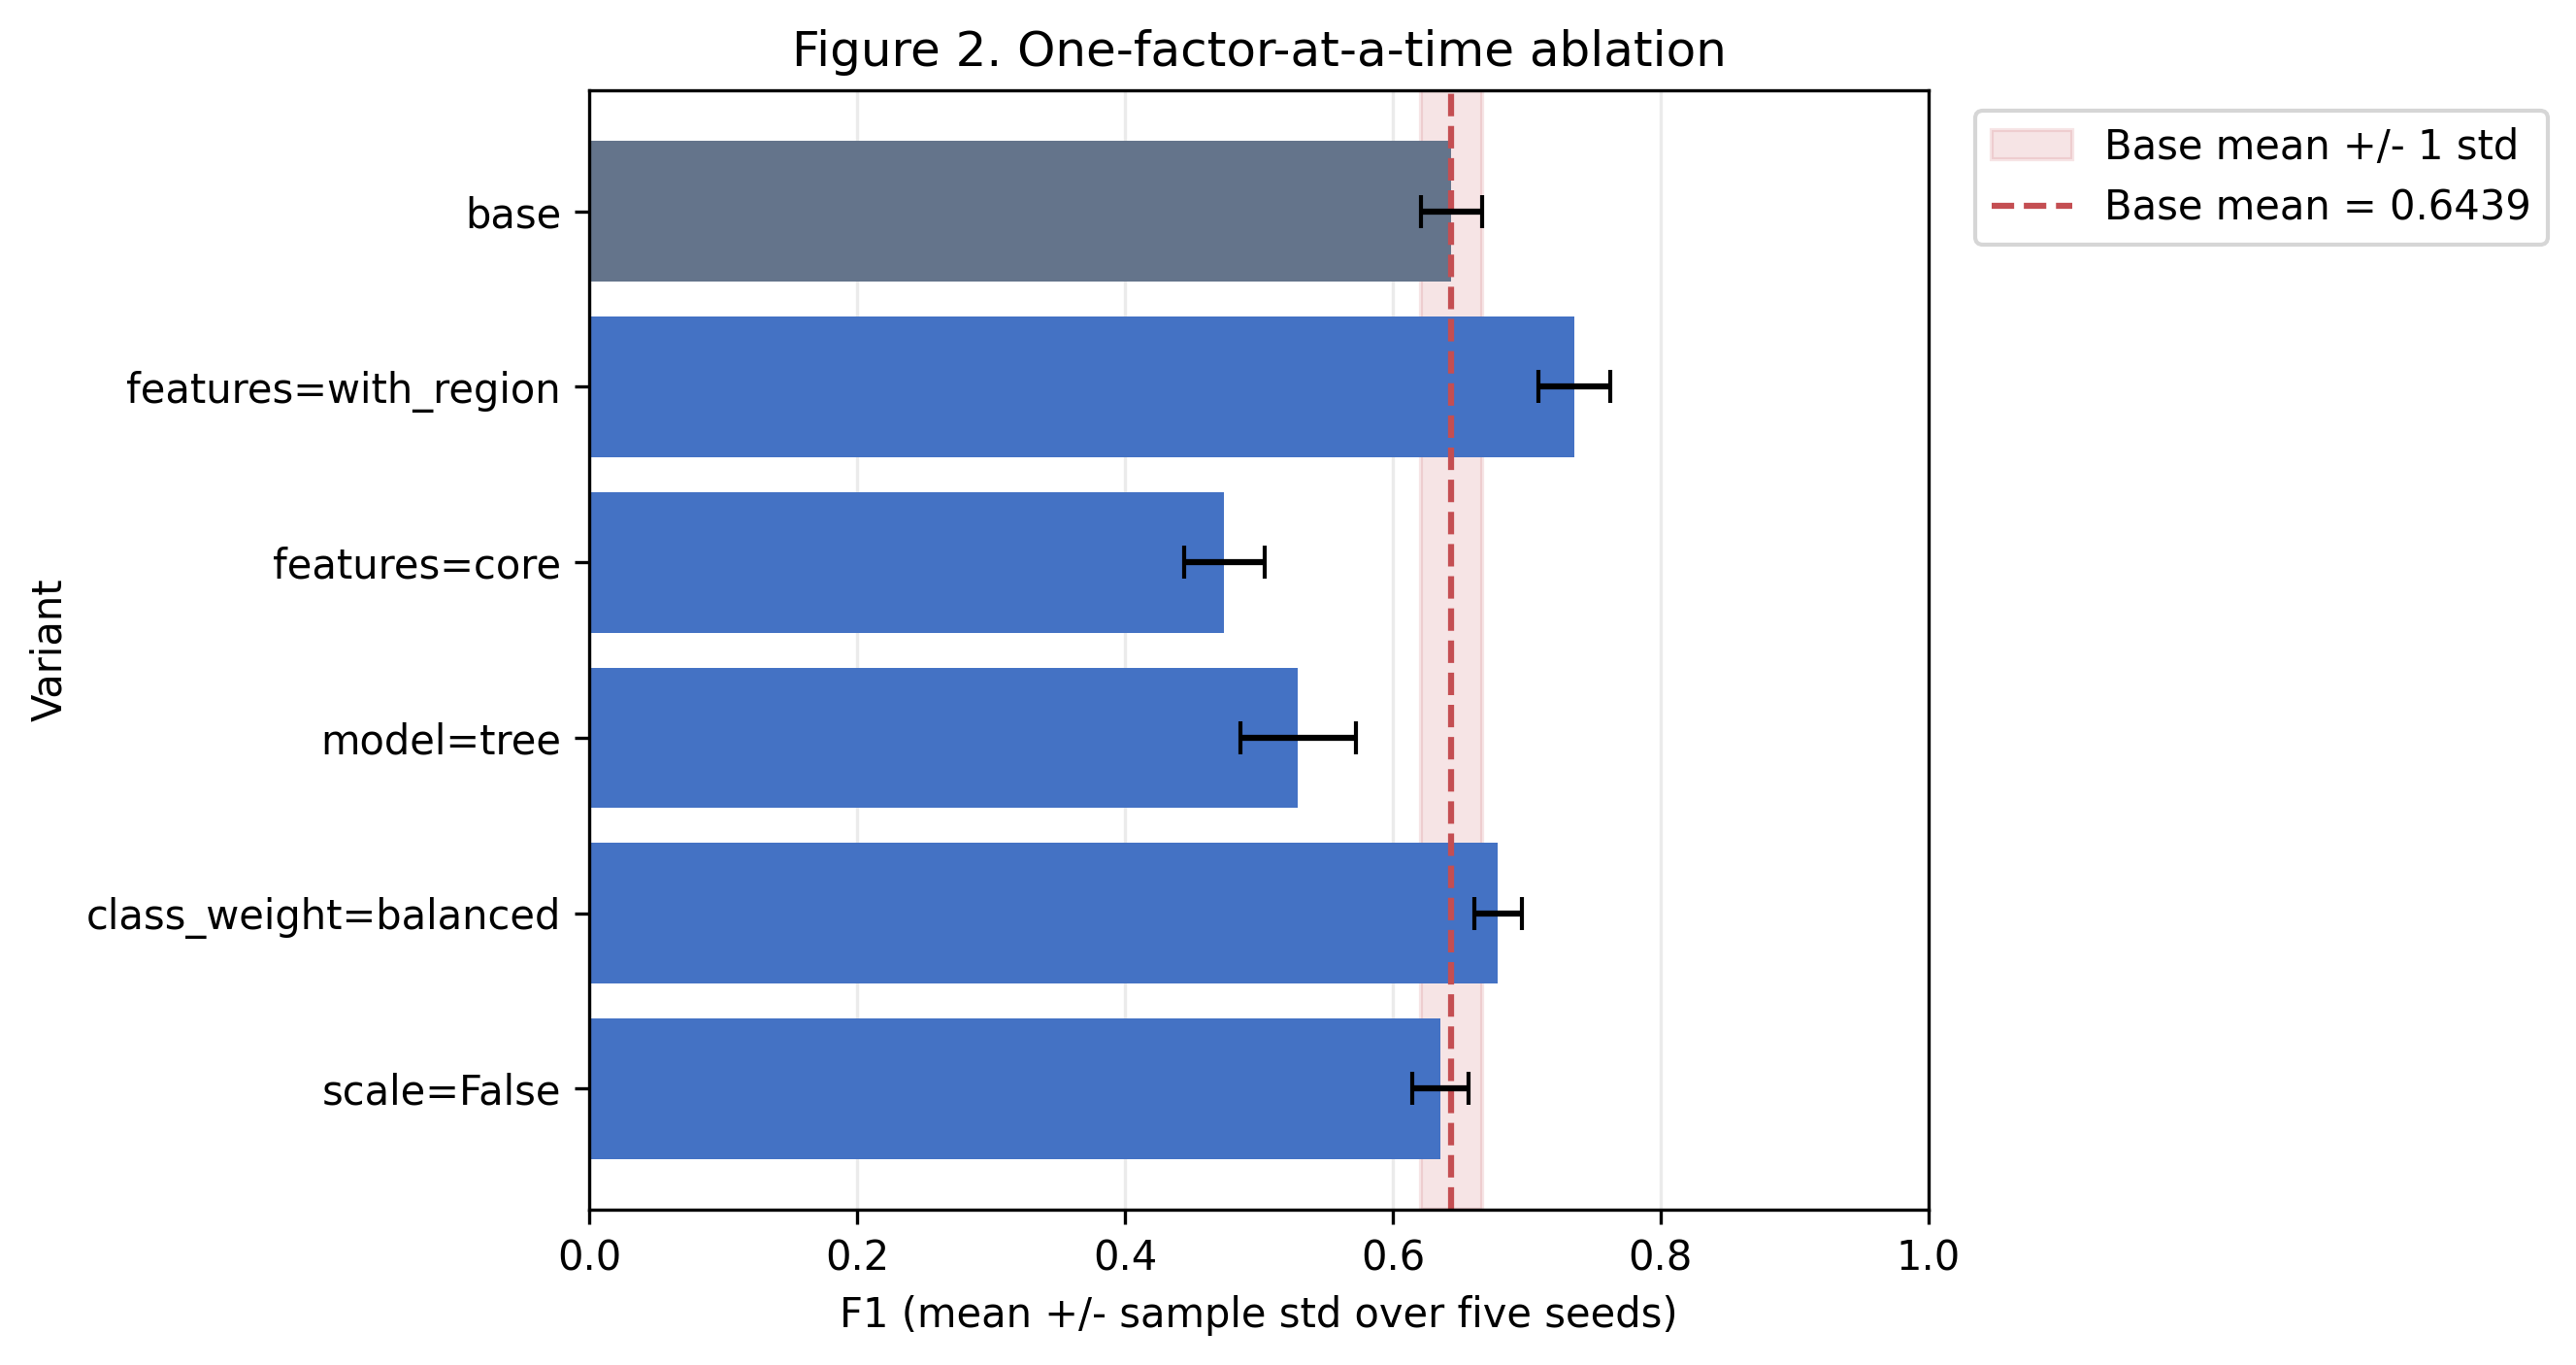 Figure 2. One-factor-at-a-time ablation
Base mean +/- 1 std
Base mean = 0.6439
Variant
base
features=with_region
features=core
model=tree
class_weight=balanced
scale=False
0.0 0.2 0.4 0.6 0.8 1.0
F1 (mean +/- sample std over five seeds)